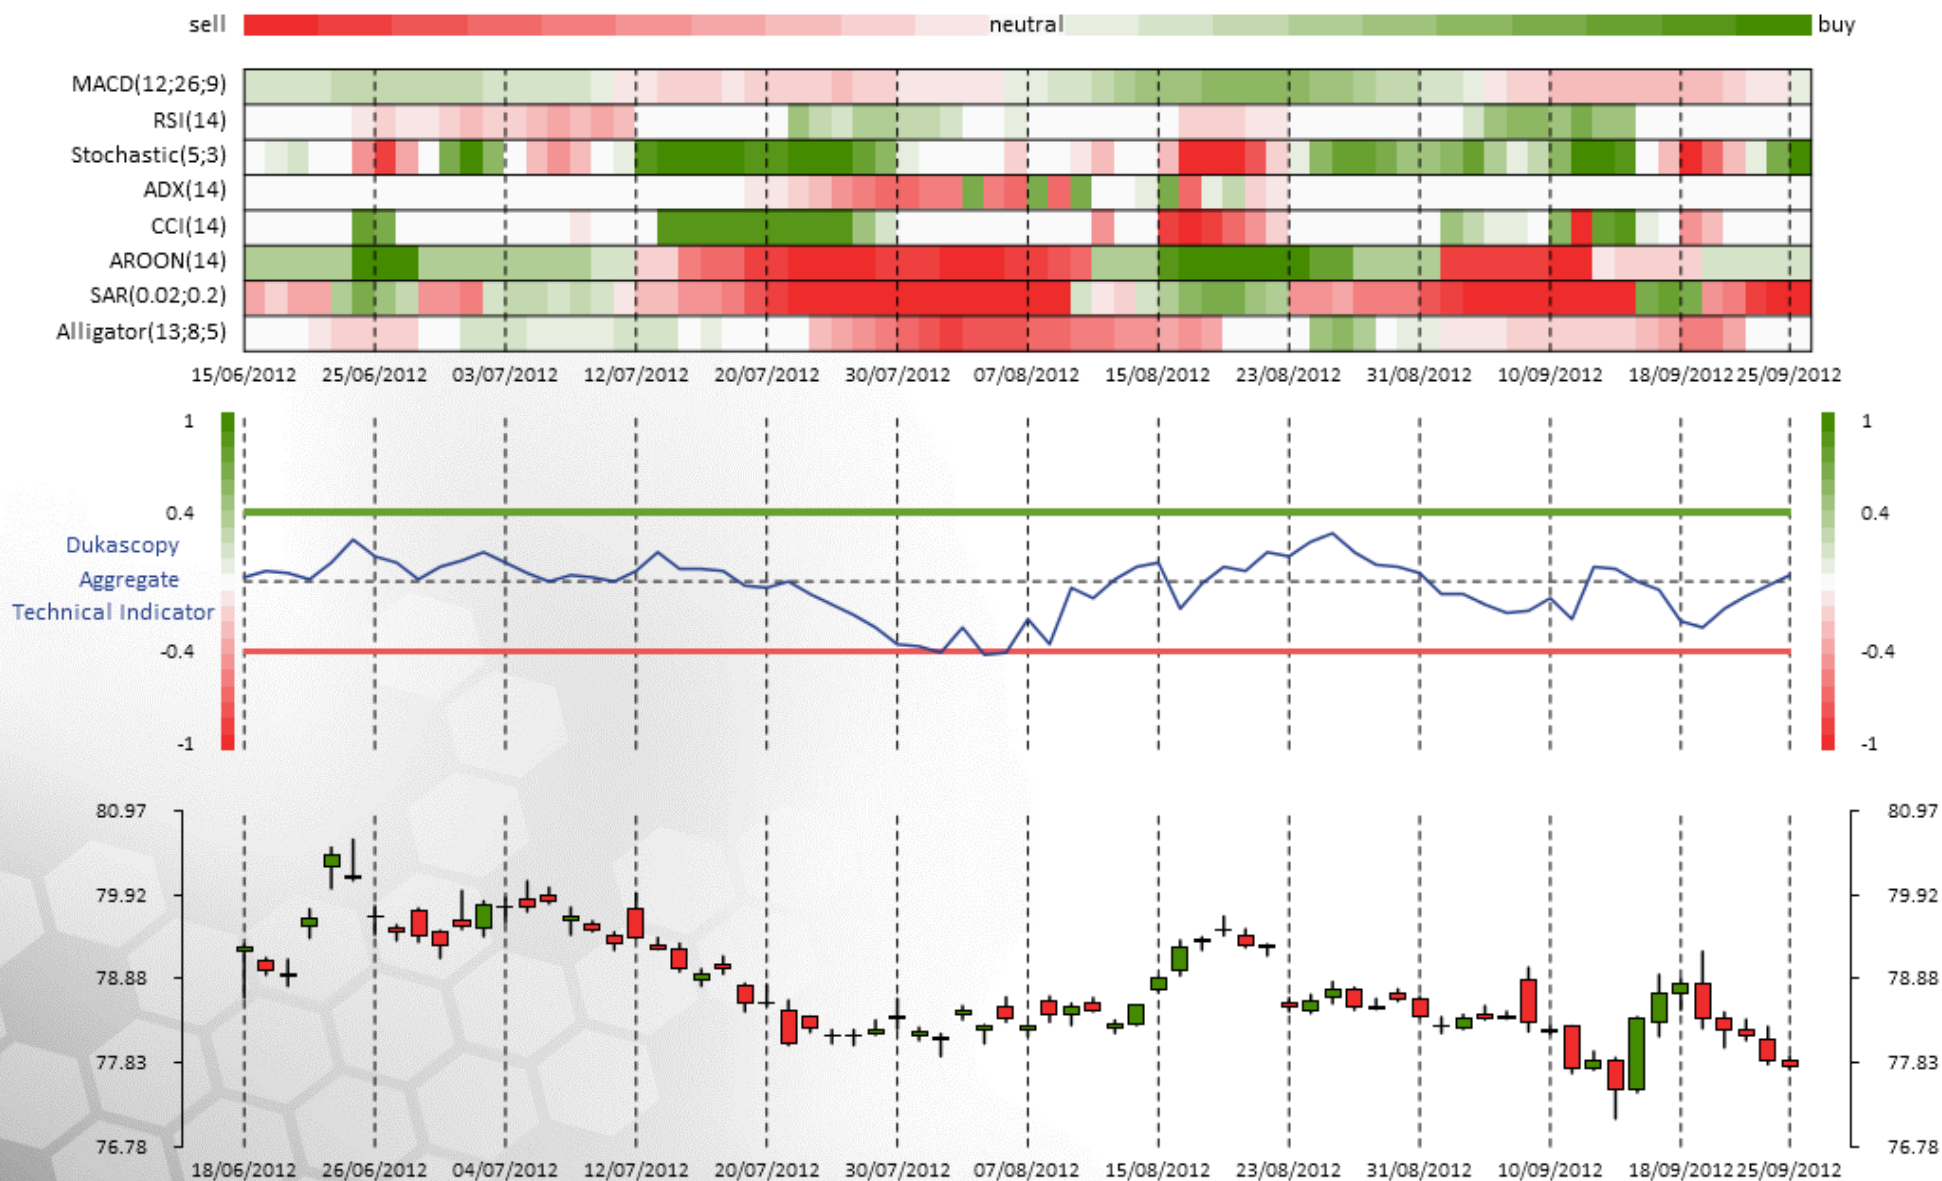 sell neutral buy
MACD(12;26;9)
RSI(14)
Stochastic(5;3)
ADX(14)
CCI(14)
AROON(14)
SAR(0.02;0.2)
Alligator(13;8;5)
15/06/2012 25/06/2012 03/07/2012 12/07/2012 20/07/2012 30/07/2012 07/08/2012 15/08/2012 23/08/2012 31/08/2012 10/09/2012 18/09/2012 25/09/2012
1 1
0.4 0.4
Dukascopy
Aggregate
Technical Indicator
-0.4 -0.4
-1 -1
80.97 80.97
79.92 79.92
78.88 78.88
77.83 77.83
76.78 76.78
18/06/2012 26/06/2012 04/07/2012 12/07/2012 20/07/2012 30/07/2012 07/08/2012 15/08/2012 23/08/2012 31/08/2012 10/09/2012 18/09/2012 25/09/2012